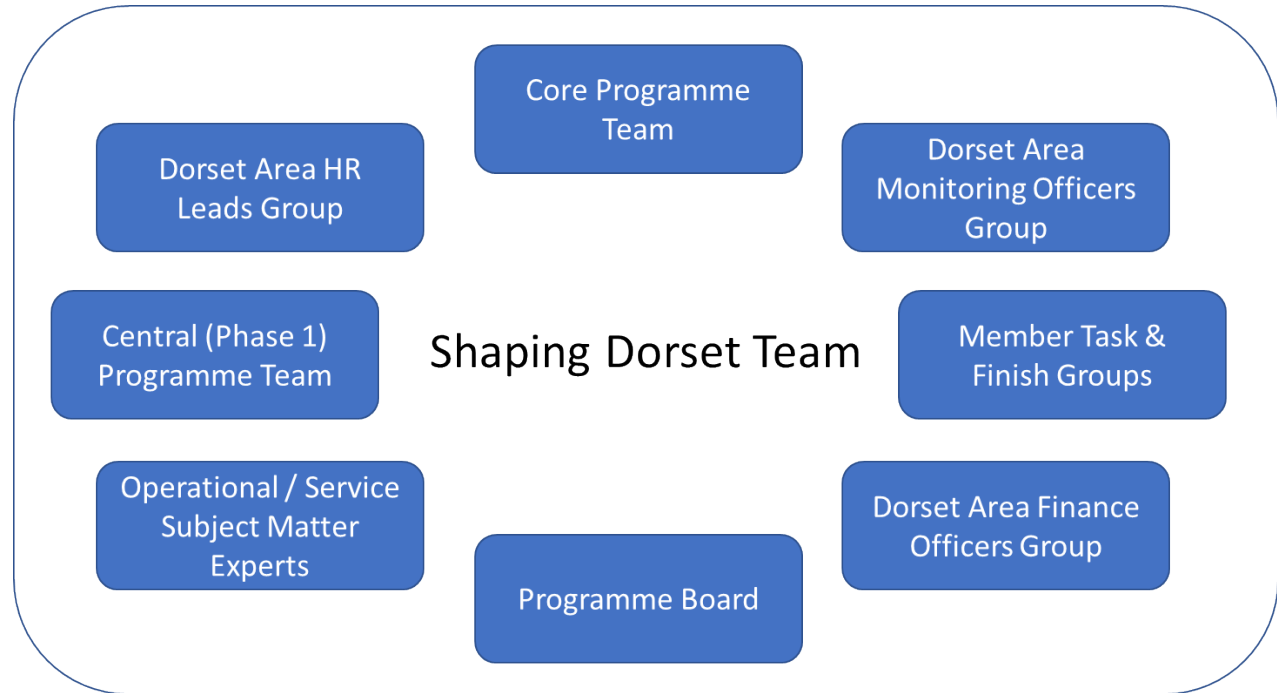 Core Programme
Team
Dorset Area HR
Leads Group
Dorset Area
Monitoring Officers
Group
Central (Phase 1)
Programme Team
Shaping Dorset Team
Member Task &
Finish Groups
Operational / Service
Subject Matter
Experts
Dorset Area Finance
Officers Group
Programme Board